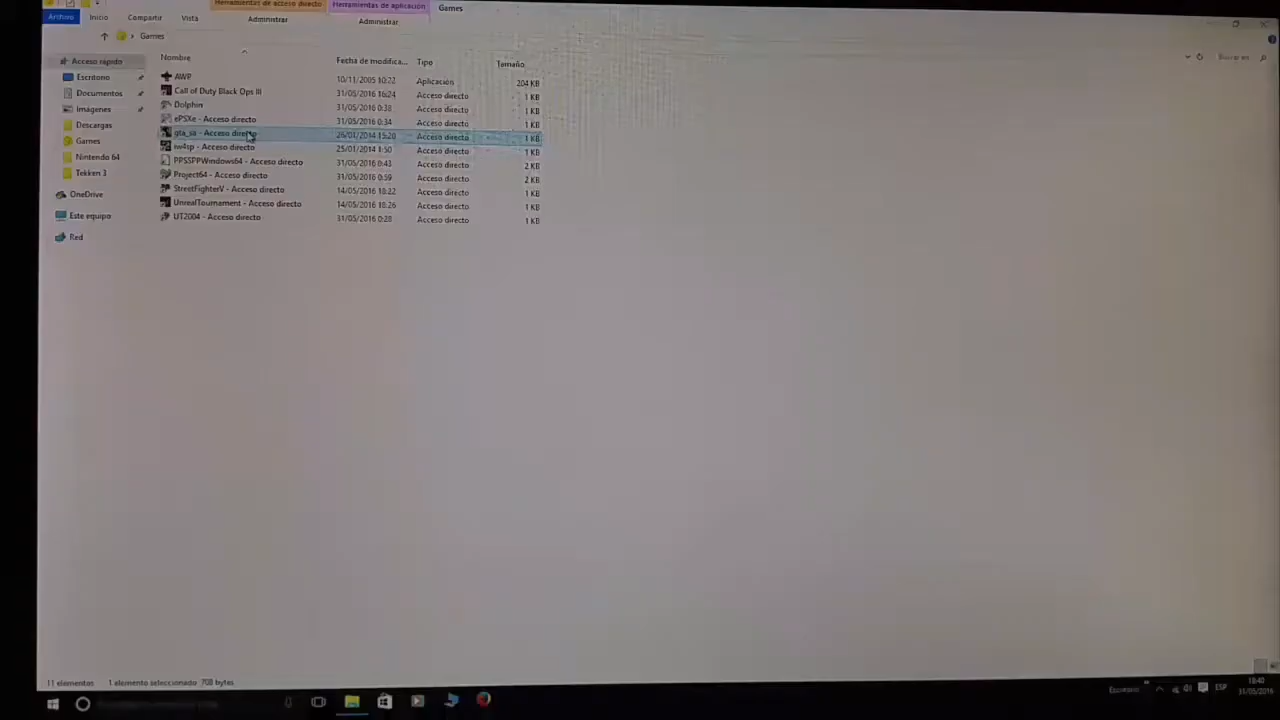 Herramientas de acceso directo Herramientas de aplicación Games
Archivo Inicio Compartir Vista Administrar Administrar
Games
Nombre Fecha de modifica... Tipo Tamaño
AWP 10/11/2005 10:22 Aplicación 204 KB
Call of Duty Black Ops III 31/05/2016 16:24 Acceso directo 1 KB
Dolphin 31/05/2016 0:38 Acceso directo 1 KB
ePSXe - Acceso directo 31/05/2016 0:34 Acceso directo 1 KB
gta_sa - Acceso directo 26/01/2014 15:20 Acceso directo 1 KB
iw4sp - Acceso directo 25/01/2014 1:50 Acceso directo 1 KB
PPSSPPWindows64 - Acceso directo 31/05/2016 0:43 Acceso directo 2 KB
Project64 - Acceso directo 31/05/2016 0:59 Acceso directo 2 KB
StreetFighterV - Acceso directo 14/05/2016 18:22 Acceso directo 1 KB
UnrealTournament - Acceso directo 14/05/2016 18:26 Acceso directo 1 KB
UT2004 - Acceso directo 31/05/2016 0:28 Acceso directo 1 KB
Acceso rápido
Escritorio
Documentos
Imágenes
Descargas
Games
Nintendo 64
Tekken 3
OneDrive
Este equipo
Red
Buscar en
11 elementos 1 elemento seleccionado 708 bytes
Escritorio ESP 18:40
31/05/2016